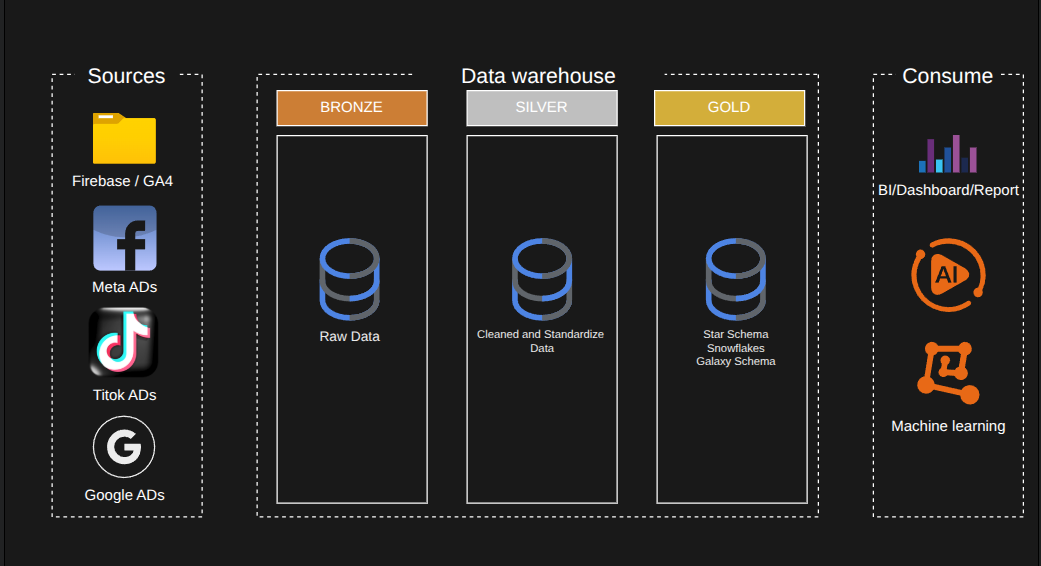 Sources
Firebase / GA4
Meta ADs
Titok ADs
Google ADs
Data warehouse
BRONZE
Raw Data
SILVER
Cleaned and Standardize
Data
GOLD
Star Schema
Snowflakes
Galaxy Schema
Consume
BI/Dashboard/Report
AI
Machine learning